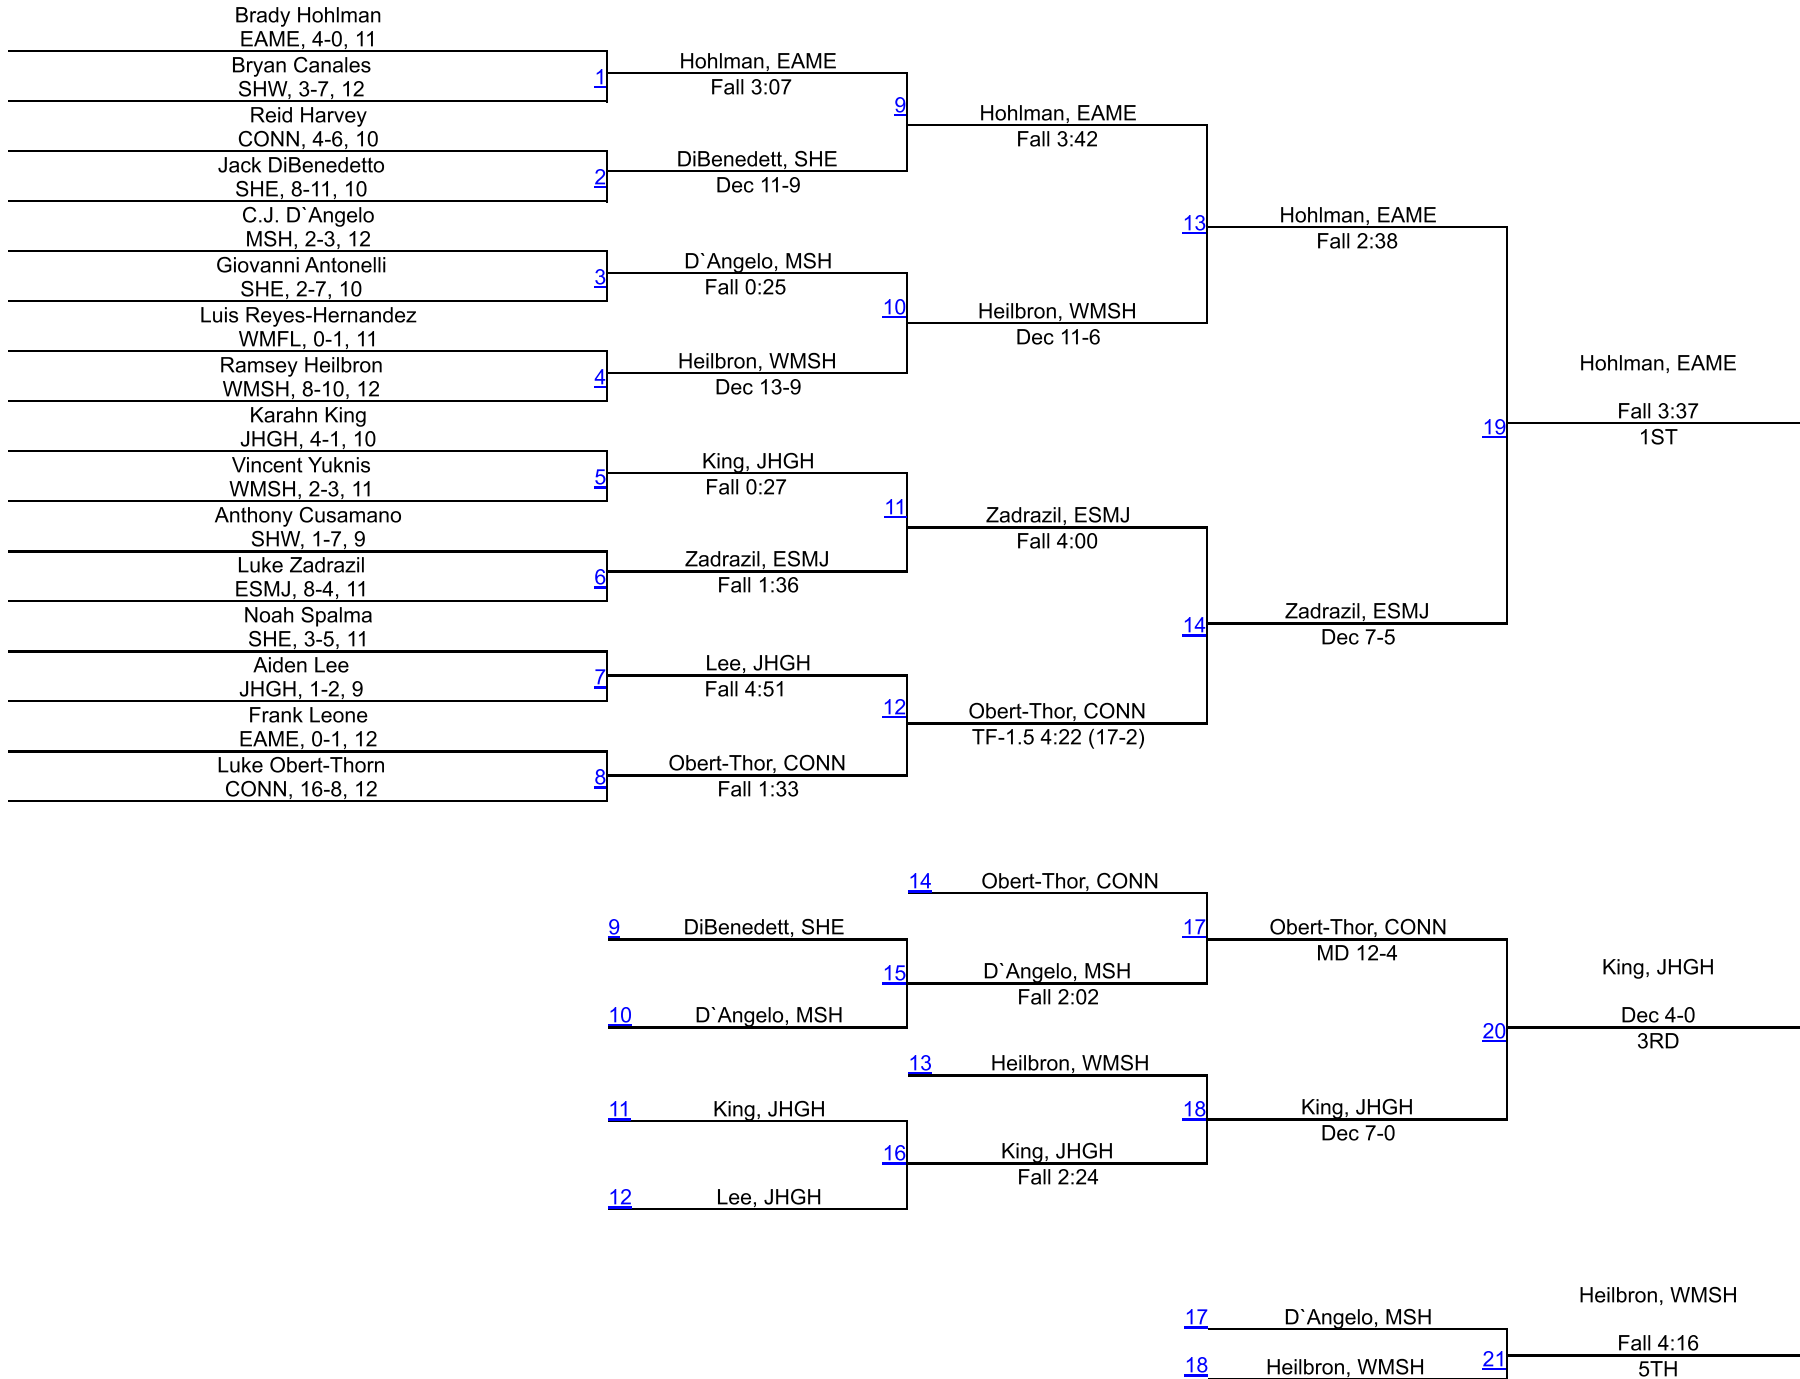 Brady Hohlman
EAME, 4-0, 11
Bryan Canales
SHW, 3-7, 12
Reid Harvey
CONN, 4-6, 10
Jack DiBenedetto
SHE, 8-11, 10
C.J. D`Angelo
MSH, 2-3, 12
Giovanni Antonelli
SHE, 2-7, 10
Luis Reyes-Hernandez
WMFL, 0-1, 11
Ramsey Heilbron
WMSH, 8-10, 12
Karahn King
JHGH, 4-1, 10
Vincent Yuknis
WMSH, 2-3, 11
Anthony Cusamano
SHW, 1-7, 9
Luke Zadrazil
ESMJ, 8-4, 11
Noah Spalma
SHE, 3-5, 11
Aiden Lee
JHGH, 1-2, 9
Frank Leone
EAME, 0-1, 12
Luke Obert-Thorn
CONN, 16-8, 12
1
2
3
4
5
6
7
8
Hohlman, EAME
Fall 3:07
DiBenedett, SHE
Dec 11-9
D`Angelo, MSH
Fall 0:25
Heilbron, WMSH
Dec 13-9
King, JHGH
Fall 0:27
Zadrazil, ESMJ
Fall 1:36
Lee, JHGH
Fall 4:51
Obert-Thor, CONN
Fall 1:33
9
10
11
12
Hohlman, EAME
Fall 3:42
Heilbron, WMSH
Dec 11-6
Zadrazil, ESMJ
Fall 4:00
Obert-Thor, CONN
TF-1.5 4:22 (17-2)
13
14
Hohlman, EAME
Fall 2:38
Zadrazil, ESMJ
Dec 7-5
19
Hohlman, EAME
Fall 3:37
1ST
9
DiBenedett, SHE
10
D`Angelo, MSH
11
King, JHGH
12
Lee, JHGH
15
16
14
Obert-Thor, CONN
D`Angelo, MSH
Fall 2:02
13
Heilbron, WMSH
King, JHGH
Fall 2:24
17
18
Obert-Thor, CONN
MD 12-4
King, JHGH
Dec 7-0
20
King, JHGH
Dec 4-0
3RD
17
D`Angelo, MSH
18
Heilbron, WMSH
21
Heilbron, WMSH
Fall 4:16
5TH